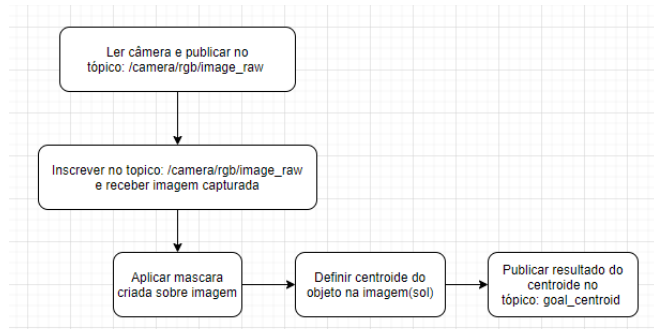 Ler câmera e publicar no
tópico: /camera/rgb/image_raw
Inscrever no topico: /camera/rgb/image_raw
e receber imagem capturada
Aplicar mascara
criada sobre imagem
Definir centroide do
objeto na imagem(sol)
Publicar resultado do
centroide no
tópico: goal_centroid